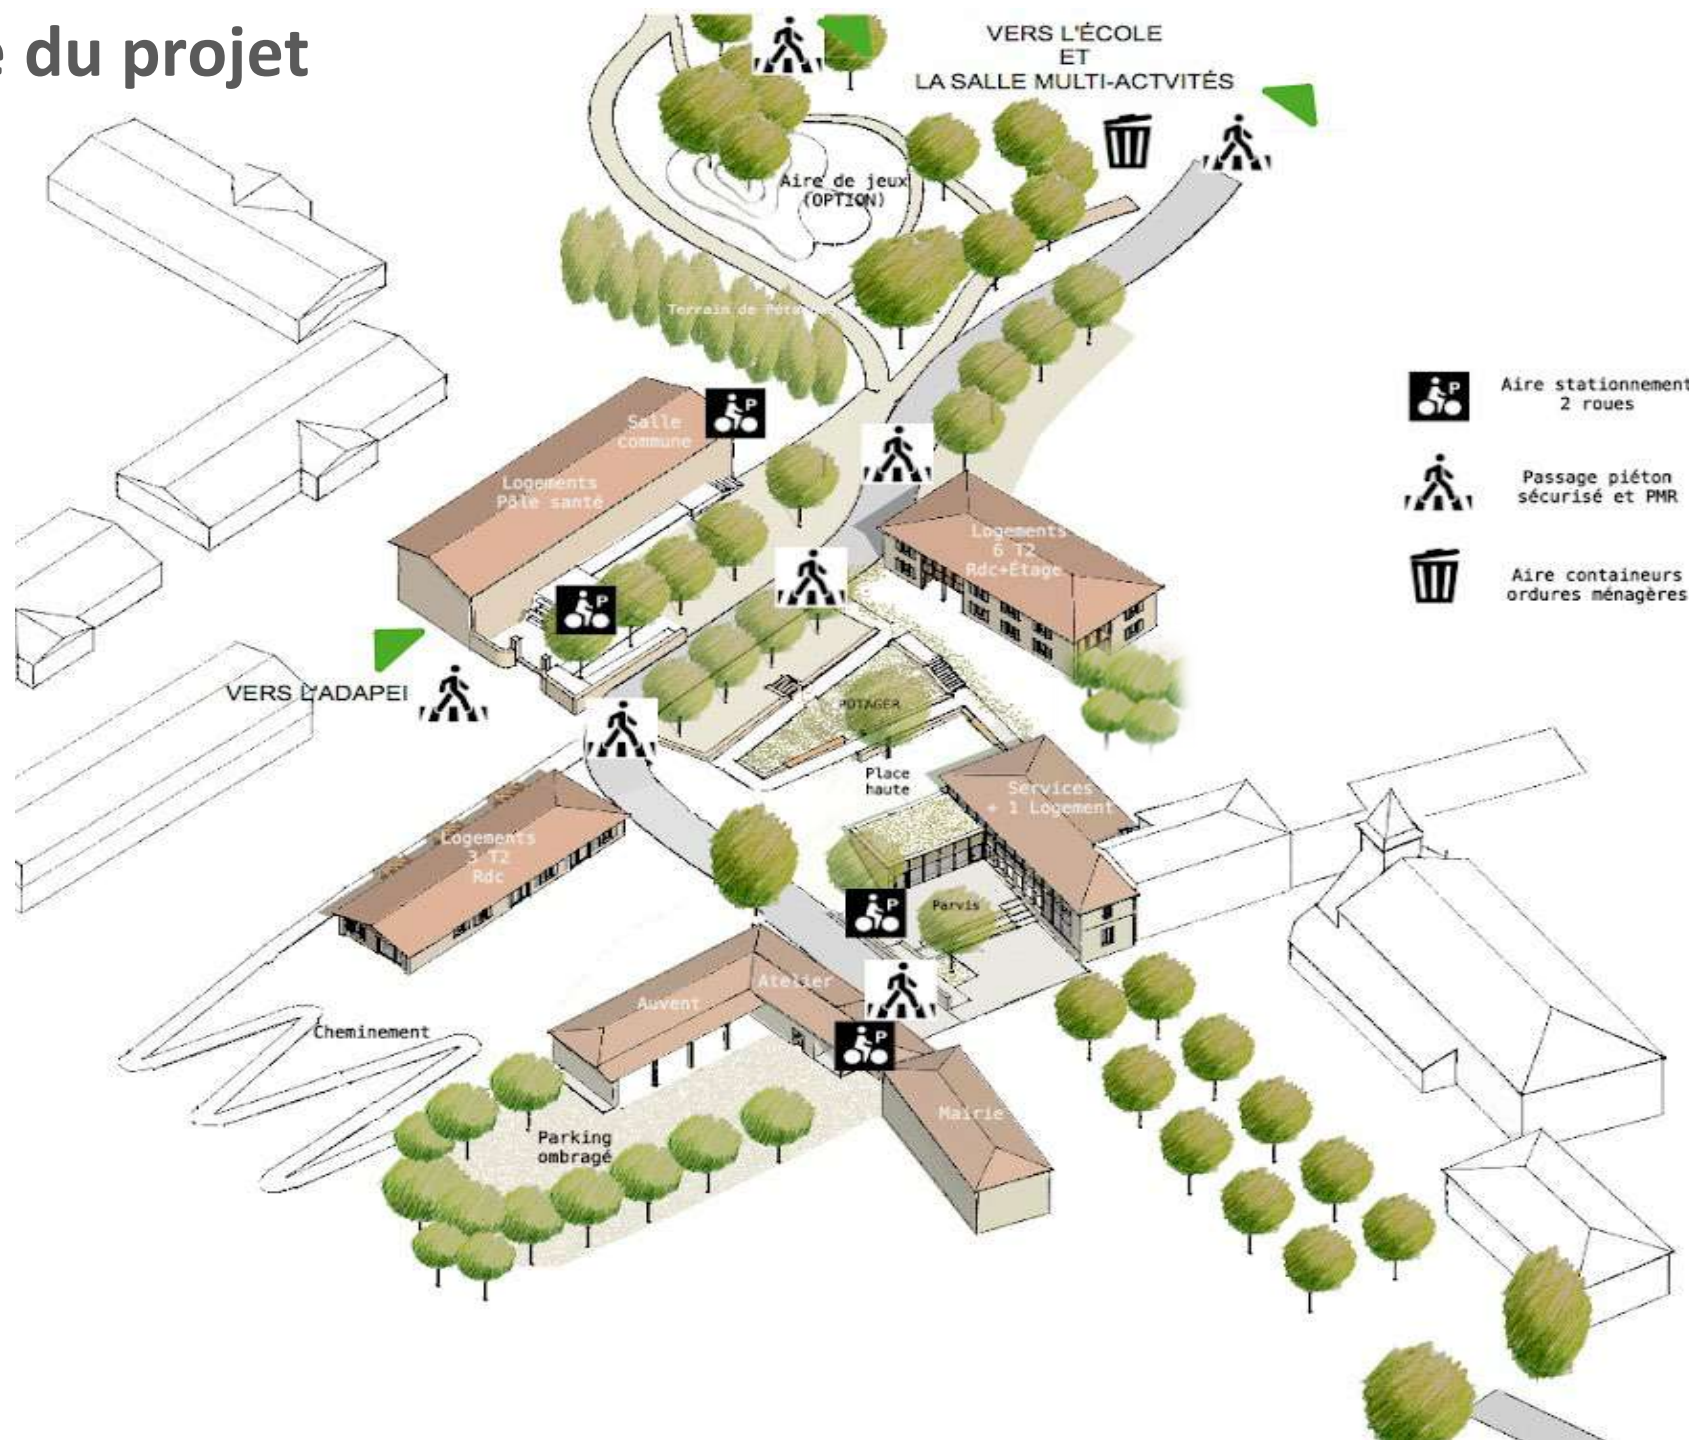 e du projet
VERS L'ÉCOLE
ET
LA SALLE MULTI-ACTVITÉS
Aire de jeux
(OPTION)
Terrain de
Aire stationnement
2 roues
Salle
commune
Logements
Pôle santé
Passage piéton
sécurisé et PMR
Logements
6 T2
Rdc+Étage
Aire containeurs
ordures ménagères
VERS L'ADAPEI
POTAGER
Place
haute
Services
+ 1 Logement
Logements
3 T2
Rdc
Parvis
Atelier
Auvent
Cheminement
Mairie
Parking
ombragé
P
P
P
P
P